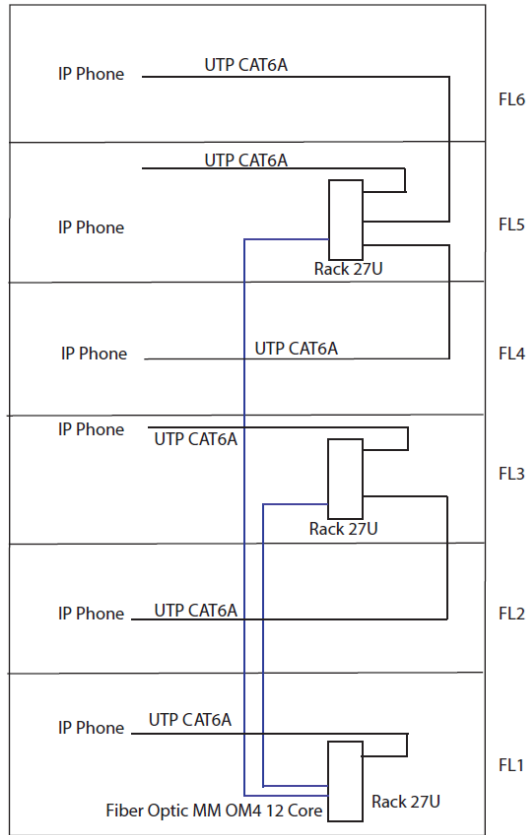 UTP CAT6A
IP Phone
FL6
UTP CAT6A
IP Phone
FL5
Rack 27U
UTP CAT6A
IP Phone
FL4
IP Phone
UTP CAT6A
FL3
Rack 27U
UTP CAT6A
IP Phone
FL2
UTP CAT6A
IP Phone
FL1
Rack 27U
Fiber Optic MM OM4 12 Core